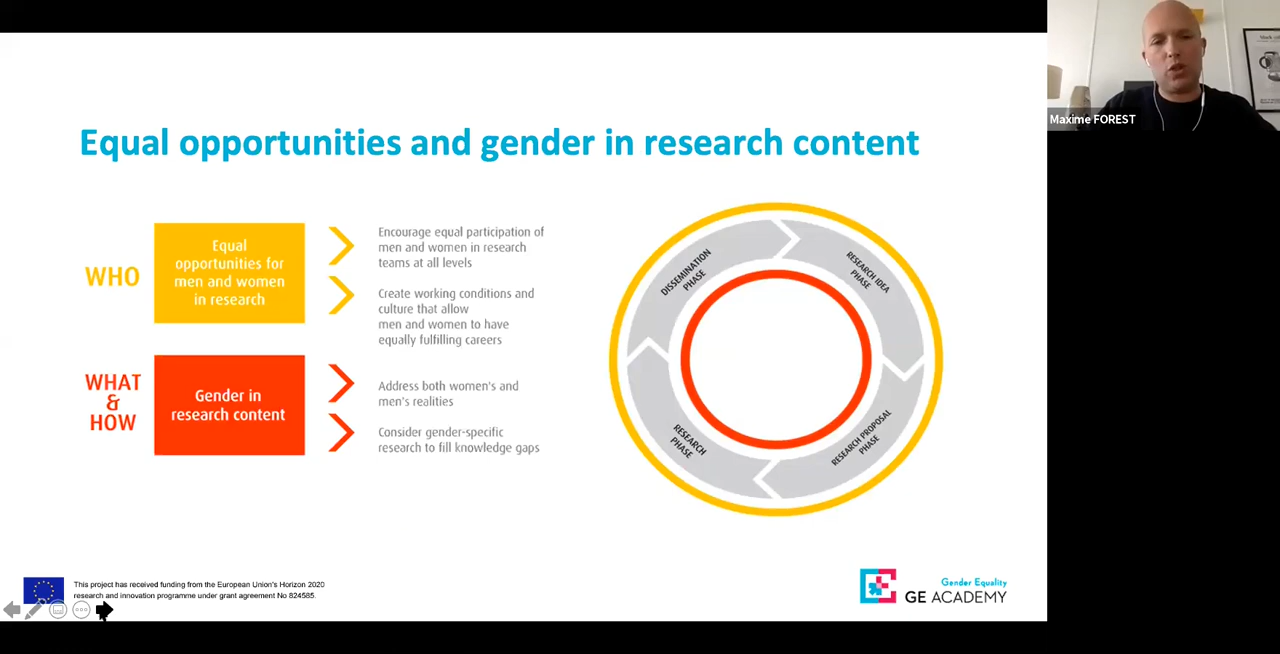 Equal opportunities and gender in research content
WHO
Equal
opportunities for
men and women
in research
Encourage equal participation of
men and women in research
teams at all levels
Create working conditions and
culture that allow
men and women to have
equally fulfilling careers
WHAT
&
HOW
Gender in
research content
Address both women's and
men's realities
Consider gender-specific
research to fill knowledge gaps
DISSEMINATION
PHASE
RESEARCH IDEA
PHASE
RESEARCH PROPOSAL
PHASE
RESEARCH
PHASE
This project has received funding from the European Union's Horizon 2020
research and innovation programme under grant agreement No 824585.
Gender Equality
GE ACADEMY
Maxime FOREST